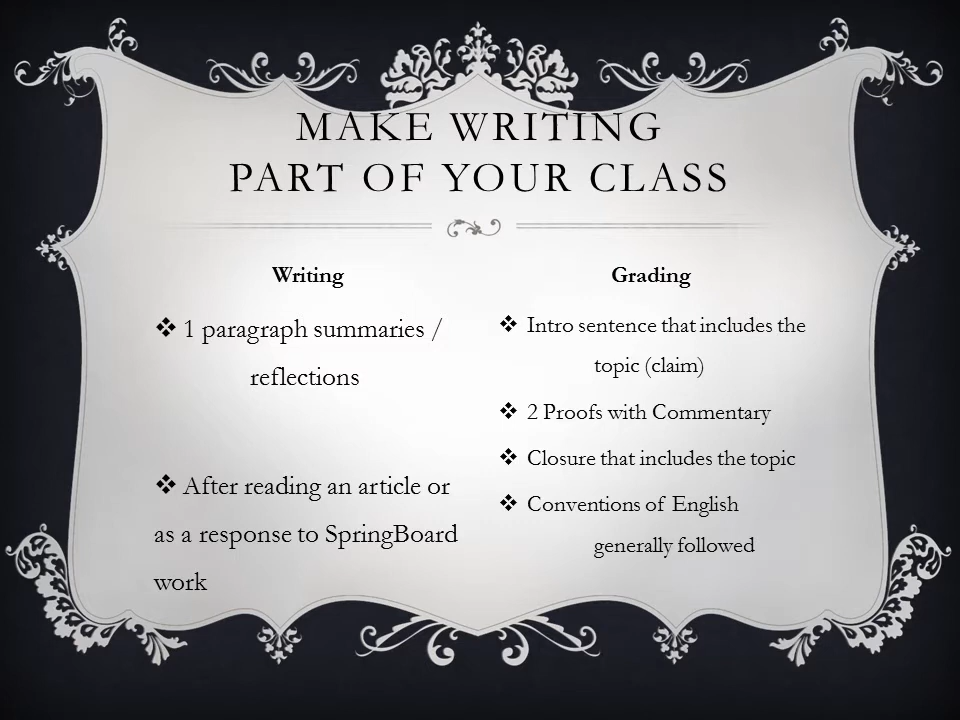 MAKE WRITING
PART OF YOUR CLASS
Writing
❖ 1 paragraph summaries /
reflections
❖ After reading an article or
as a response to SpringBoard
work
Grading
❖ Intro sentence that includes the
topic (claim)
❖ 2 Proofs with Commentary
❖ Closure that includes the topic
❖ Conventions of English
generally followed